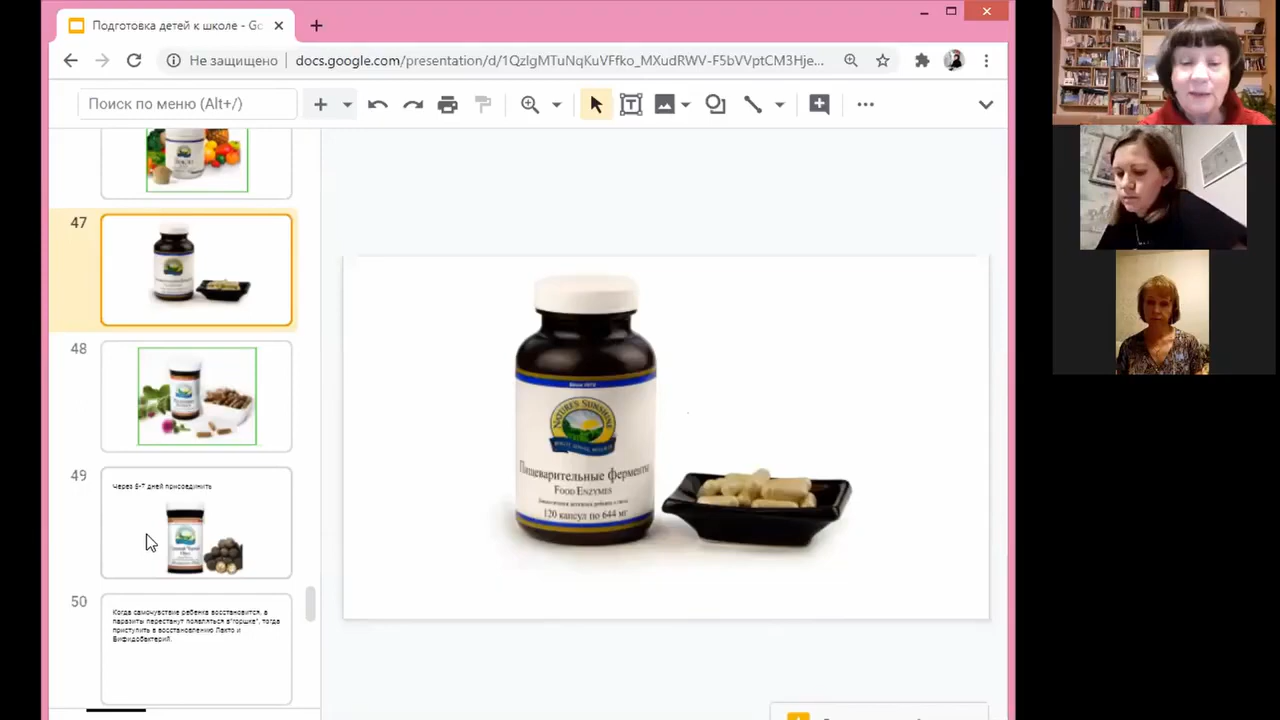 Подготовка детей к школе - Go
Не защищено
docs.google.com/presentation/d/1QzIgMTuNqKuVFfko_MXudRWV-F5bVVptCM3Hje...
Поиск по меню (Alt+/)
47
48
49
Через 5-7 дней присоединить
50
Когда самочувствие ребенка восстановится, а
паразиты перестанут появляться в"горшке", тогда
приступить в восстановлению Лакто и
Бифидобактерий.
NATURE'S SUNSHINE
Пищеварительные ферменты
FOOD ENZYMES
120 капсул по 644 мг